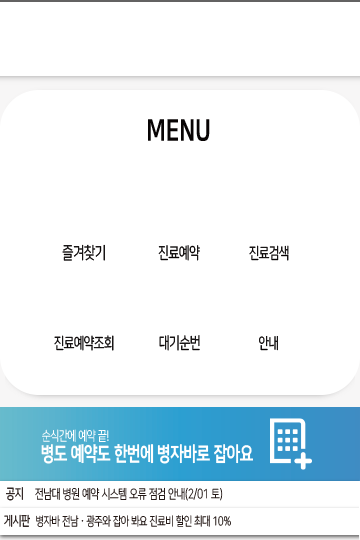 MENU
즐겨찾기 진료예약 진료검색
진료예약조회 대기순번 안내
순식간에 예약 끝!
병도 예약도 한번에 병자바로 잡아요
공지 전남대 병원 예약 시스템 오류 점검 안내(2/01 토)
게시판 병자바 전남 · 광주와 잡아 봐요 진료비 할인 최대 10%